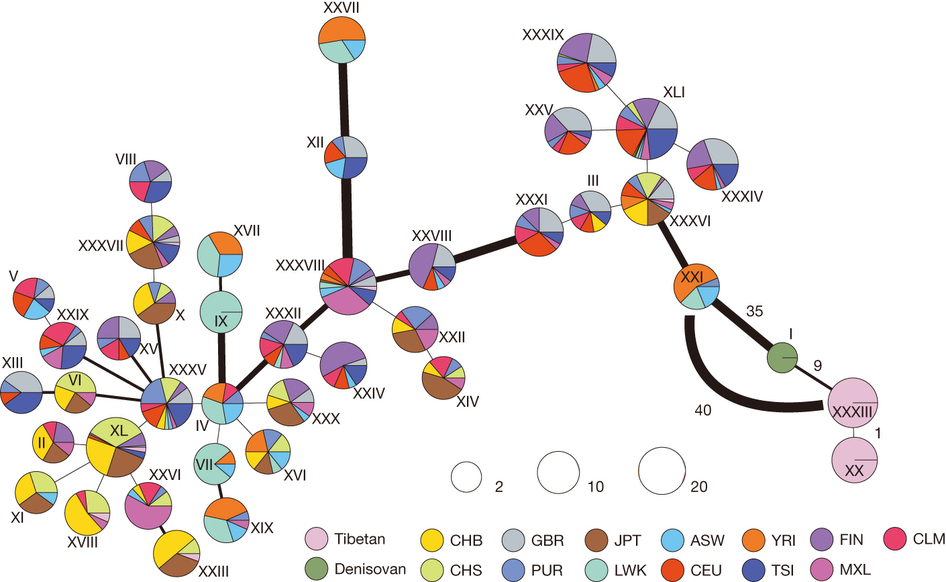 XXVII
XXXIX
XLI
XXV
XII
VIII
XXXIV
III
XXXI
XXXVI
XVII
XXVIII
XXXVII
XXXVIII
XXI
V
X
IX
XXXII
XXIX
XV
35
I
XXII
9
XIII
VI
XXXV
XXIV
XIV
XXXIII
40
IV
XXX
1
XL
II
VII
XX
XXVI
XVI
2
10
20
XI
XVIII
XIX
XXIII
Tibetan CHB GBR JPT ASW YRI FIN CLM
Denisovan CHS PUR LWK CEU TSI MXL